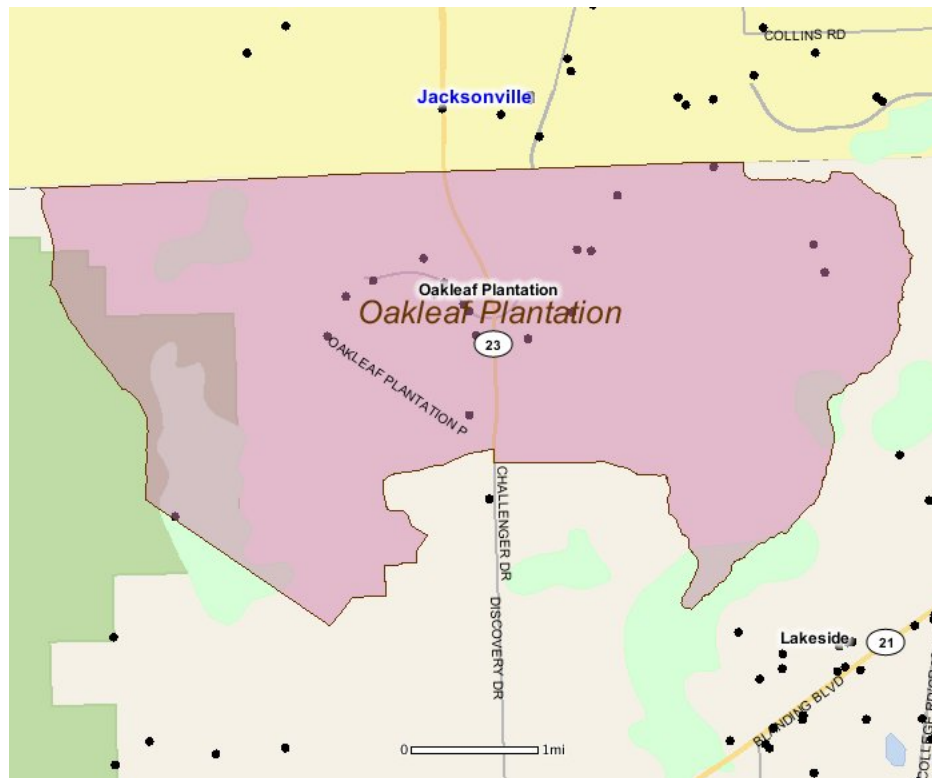 COLLINS RD
Jacksonville
Oakleaf Plantation
Oakleaf Plantation
23
OAKLEAF PLANTATION P
CHALLENGER DR
DISCOVERY DR
Lakeside
21
BLANDING BLVD
0
1mi